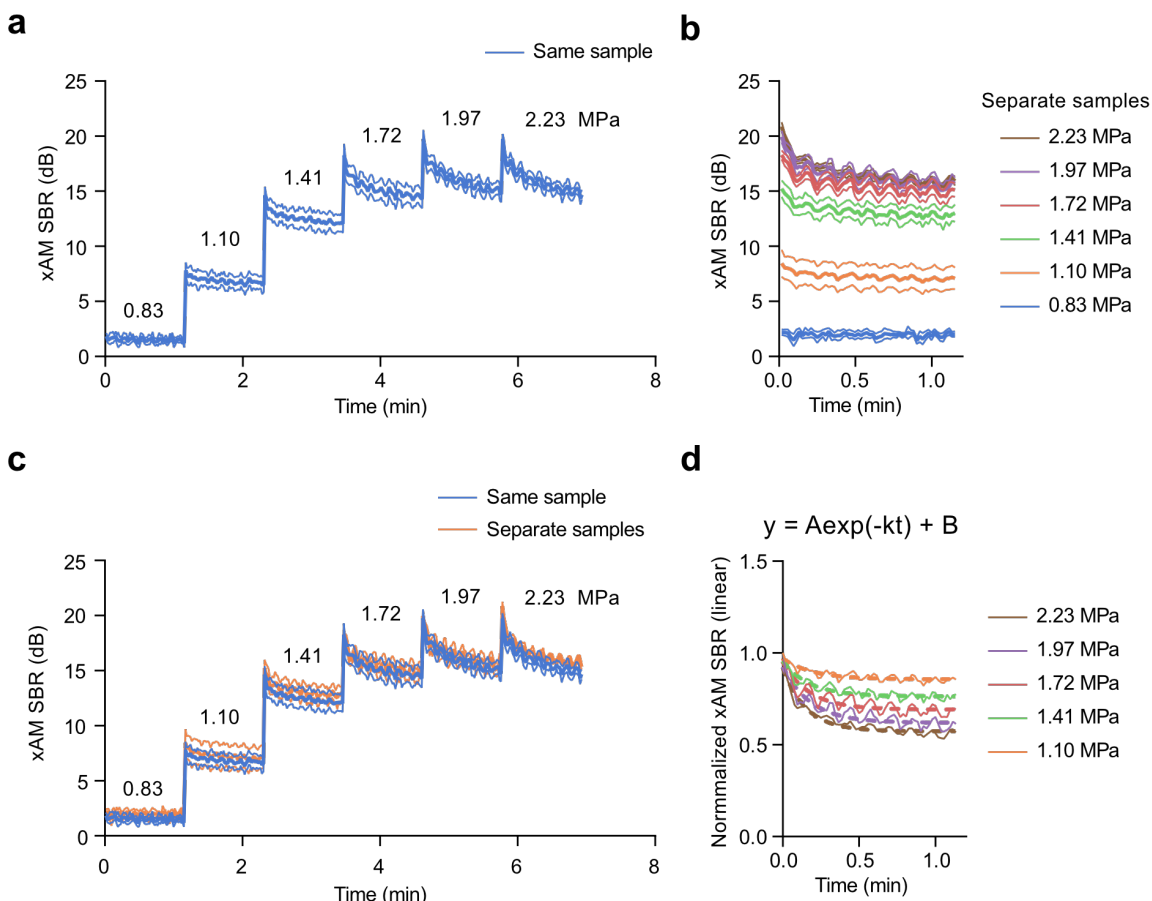 a
Same sample
25
20
15
10
5
0
xAM SBR (dB)
0.83
1.10
1.41
1.72
1.97
2.23 MPa
0 2 4 6 8
Time (min)
b
25
20
15
10
5
0
xAM SBR (dB)
0.0 0.5 1.0
Time (min)
Separate samples
2.23 MPa
1.97 MPa
1.72 MPa
1.41 MPa
1.10 MPa
0.83 MPa
c
Same sample
Separate samples
25
20
15
10
5
0
xAM SBR (dB)
0.83
1.10
1.41
1.72
1.97
2.23 MPa
0 2 4 6 8
Time (min)
d
y = Aexp(-kt) + B
1.5
1.0
0.5
0.0
Normmalized xAM SBR (linear)
0.0 0.5 1.0
Time (min)
2.23 MPa
1.97 MPa
1.72 MPa
1.41 MPa
1.10 MPa